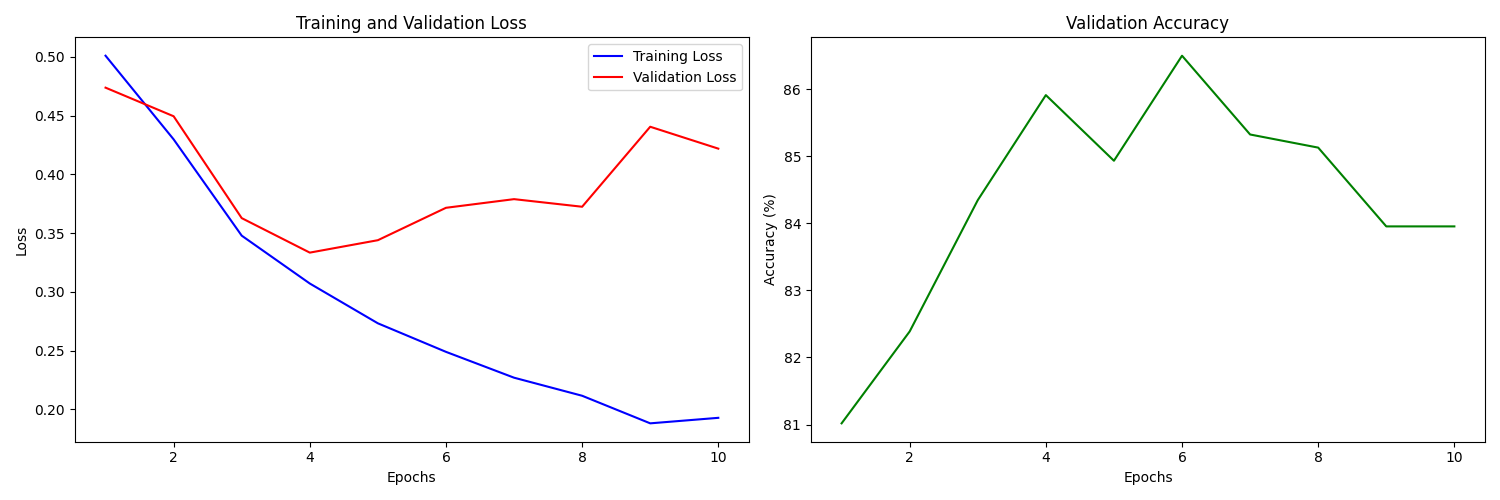 Training and Validation Loss
Training Loss
Validation Loss
0.50
0.45
0.40
0.35
0.30
0.25
0.20
Loss
2
4
6
8
10
Epochs
Validation Accuracy
86
85
84
83
82
81
Accuracy (%)
2
4
6
8
10
Epochs